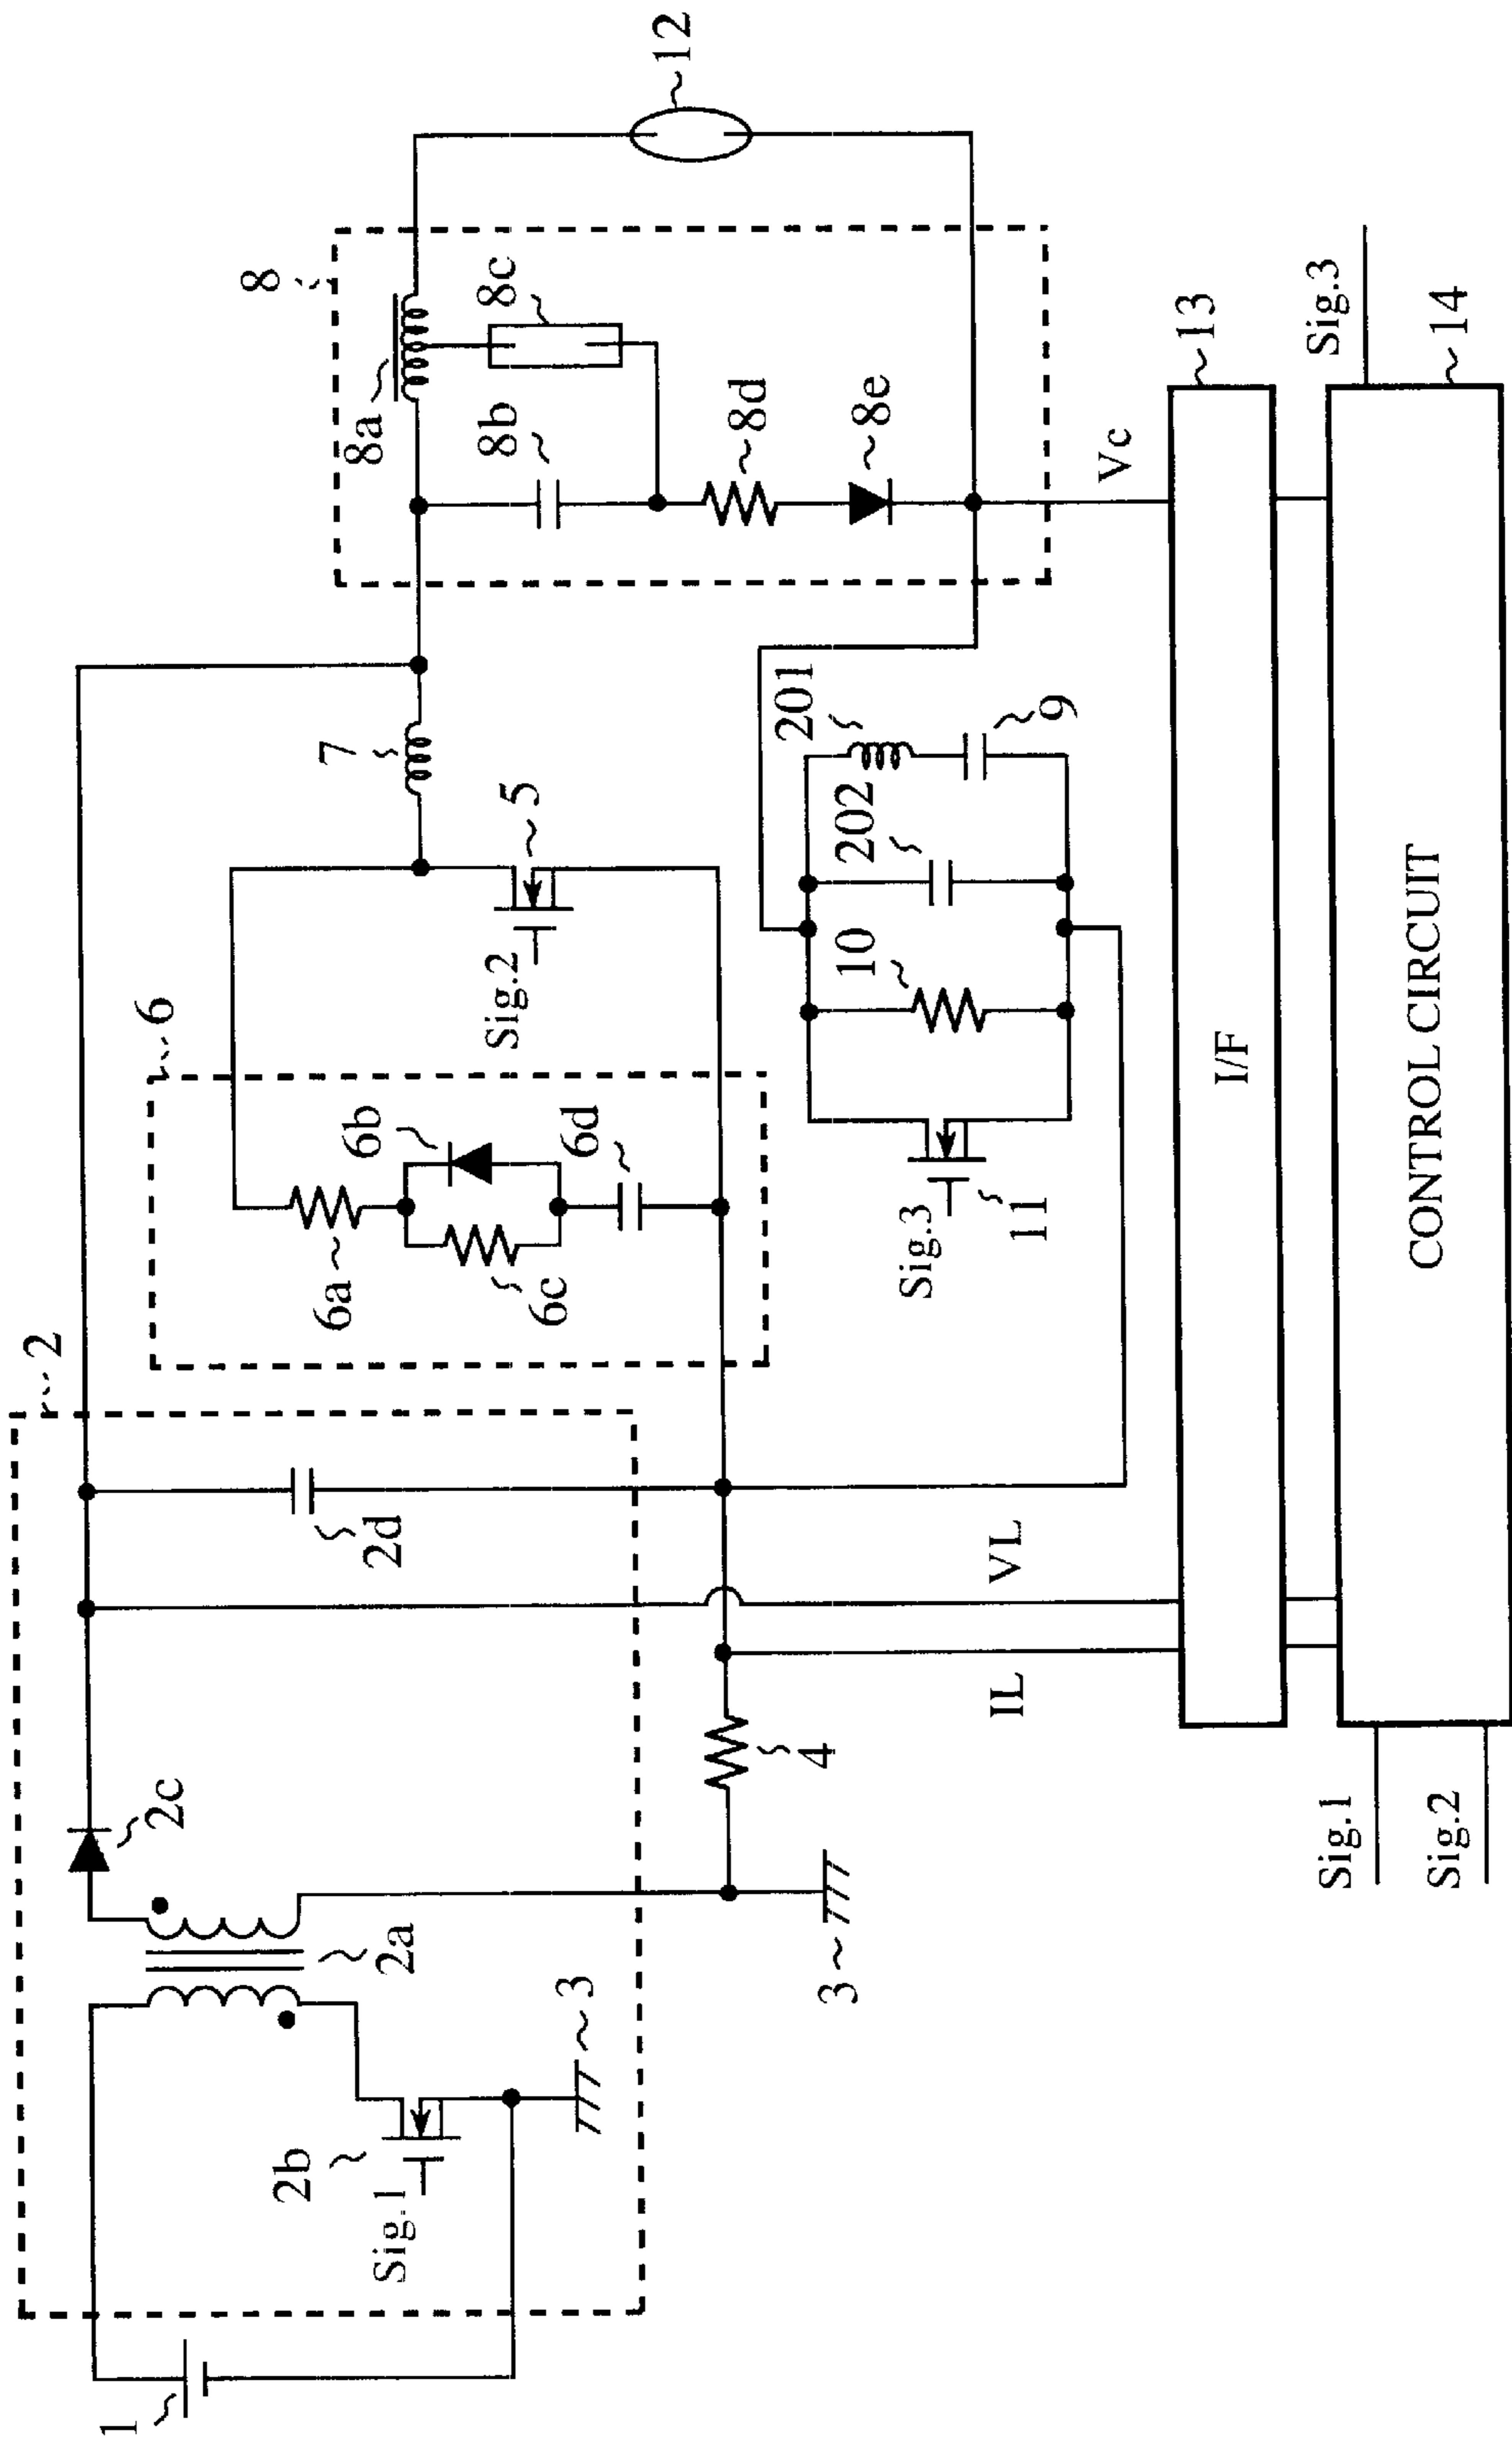 1
2
2a
2b
2c
2d
Sig.1
3
3
4
IL
VL
6
6a
6b
6c
6d
5
Sig.2
7
8
8a
8b
8c
8d
8e
12
201
202
9
10
11
Sig.3
Vc
I/F
13
CONTROL CIRCUIT
14
Sig.1
Sig.2
Sig.3